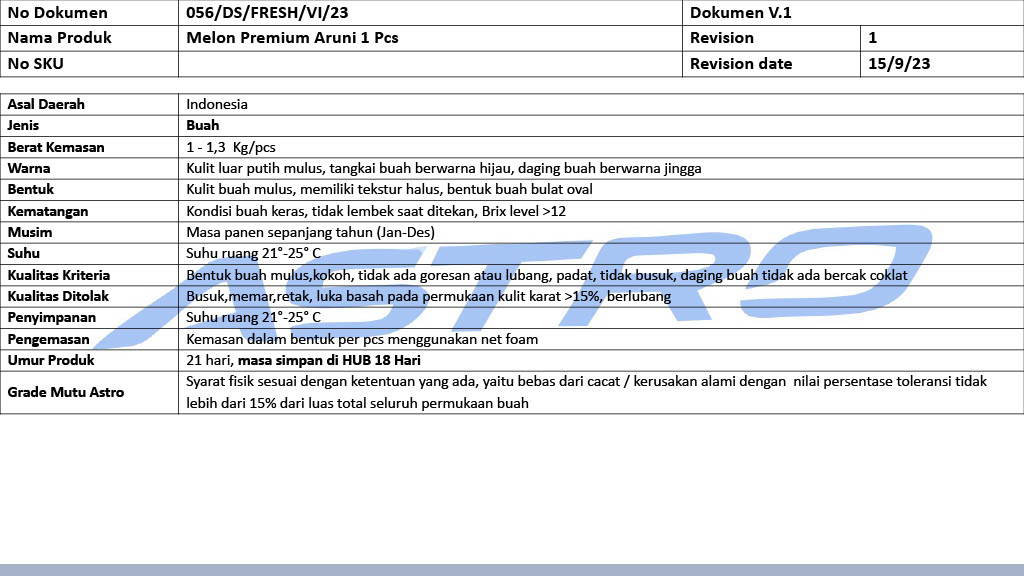 No Dokumen 056/DS/FRESH/VI/23 Dokumen V.1
Nama Produk Melon Premium Aruni 1 Pcs Revision 1
No SKU Revision date 15/9/23
Asal Daerah Indonesia
Jenis Buah
Berat Kemasan 1 - 1,3 Kg/pcs
Warna Kulit luar putih mulus, tangkai buah berwarna hijau, daging buah berwarna jingga
Bentuk Kulit buah mulus, memiliki tekstur halus, bentuk buah bulat oval
Kematangan Kondisi buah keras, tidak lembek saat ditekan, Brix level >12
Musim Masa panen sepanjang tahun (Jan-Des)
Suhu Suhu ruang 21°-25° C
Kualitas Kriteria Bentuk buah mulus,kokoh, tidak ada goresan atau lubang, padat, tidak busuk, daging buah tidak ada bercak coklat
Kualitas Ditolak Busuk,memar,retak, luka basah pada permukaan kulit karat >15%, berlubang
Penyimpanan Suhu ruang 21°-25° C
Pengemasan Kemasan dalam bentuk per pcs menggunakan net foam
Umur Produk 21 hari, masa simpan di HUB 18 Hari
Grade Mutu Astro Syarat fisik sesuai dengan ketentuan yang ada, yaitu bebas dari cacat / kerusakan alami dengan nilai persentase toleransi tidak
lebih dari 15% dari luas total seluruh permukaan buah
ASTRO